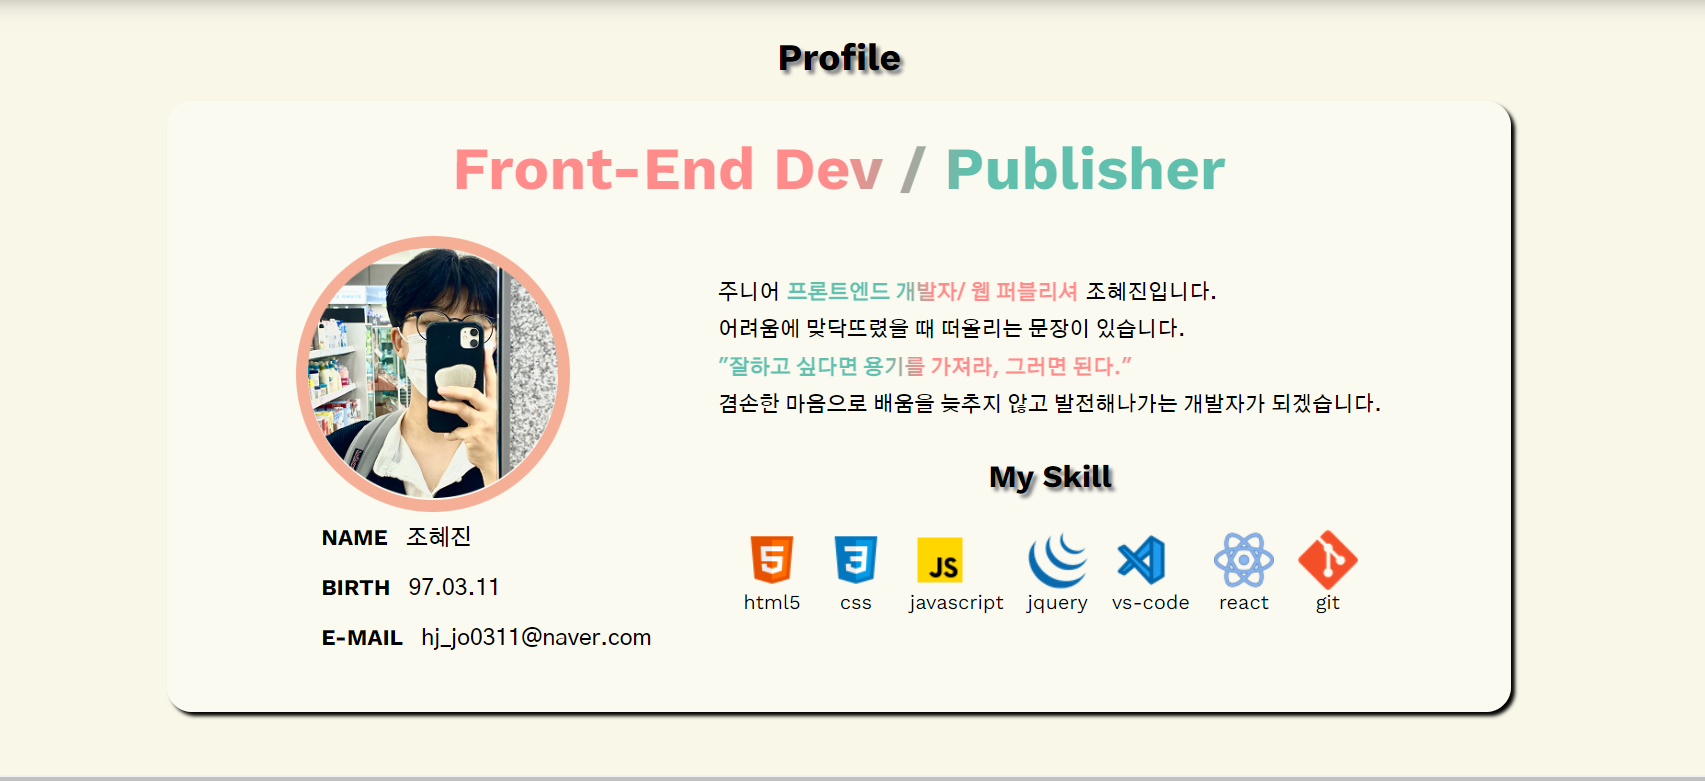 Profile
Front-End Dev / Publisher
주니어 프론트엔드 개발자/ 웹 퍼블리셔 조혜진입니다.
어려움에 맞닥뜨렸을 때 떠올리는 문장이 있습니다.
"잘하고 싶다면 용기를 가져라, 그러면 된다."
겸손한 마음으로 배움을 늦추지 않고 발전해나가는 개발자가 되겠습니다.
NAME 조혜진
BIRTH 97.03.11
E-MAIL hj_jo0311@naver.com
My Skill
5 3 JS
html5 css javascript jquery vs-code react git